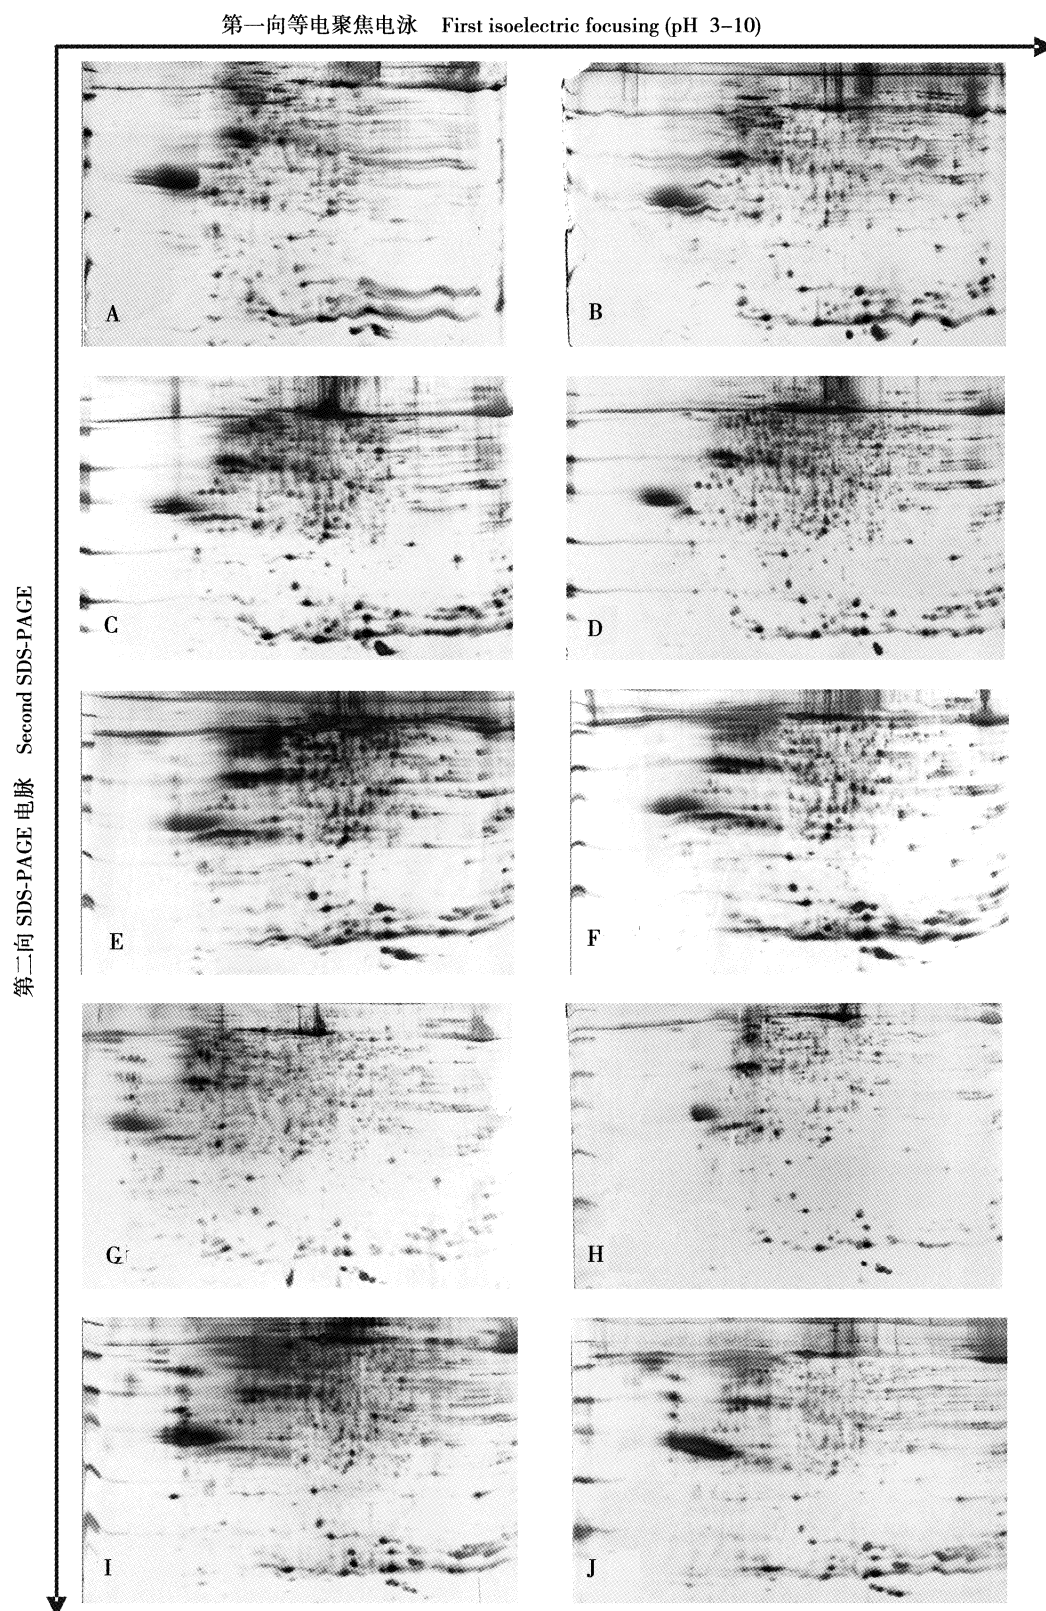 第一向等电聚焦电泳 First isoelectric focusing (pH 3–10)
第二向 SDS-PAGE 电脉 Second SDS-PAGE
A
B
C
D
E
F
G
H
I
J